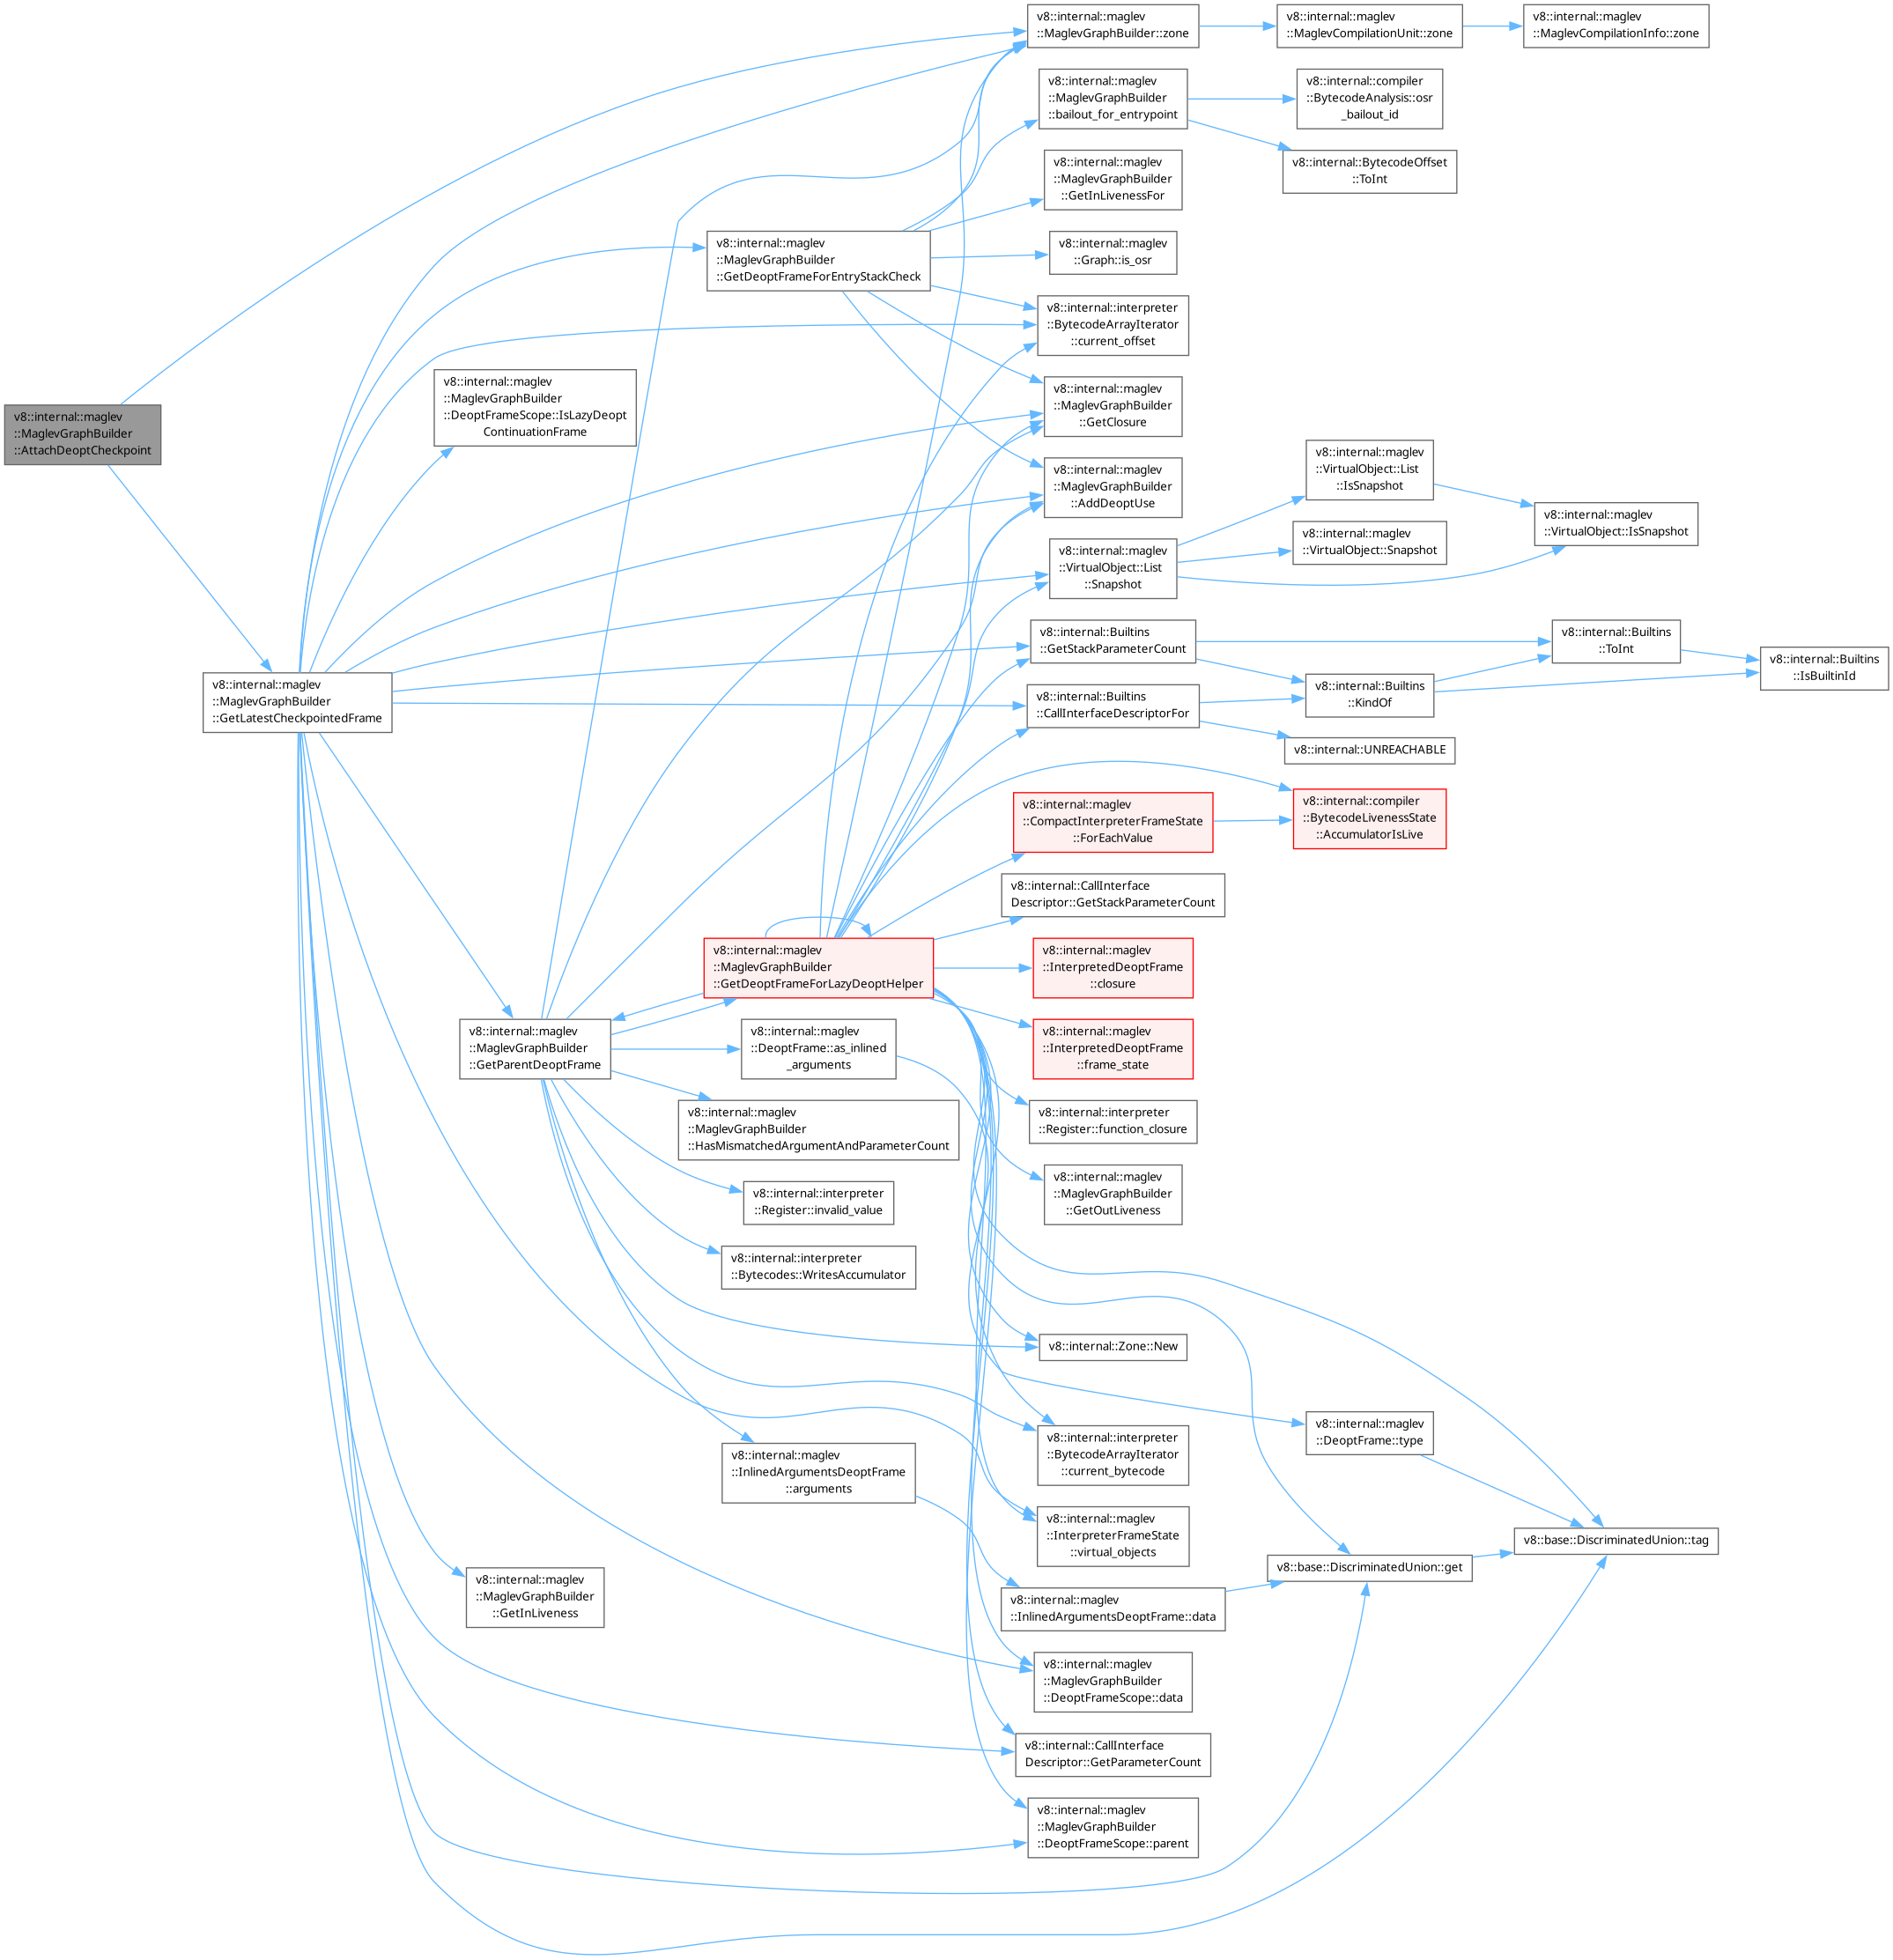 v8::internal::maglev
::MaglevGraphBuilder::zone
v8::internal::maglev
::MaglevCompilationUnit::zone
v8::internal::maglev
::MaglevCompilationInfo::zone
v8::internal::maglev
::MaglevGraphBuilder
::bailout_for_entrypoint
v8::internal::compiler
::BytecodeAnalysis::osr
_bailout_id
v8::internal::BytecodeOffset
::ToInt
v8::internal::maglev
::MaglevGraphBuilder
::GetInLivenessFor
v8::internal::maglev
::MaglevGraphBuilder
::GetDeoptFrameForEntryStackCheck
v8::internal::maglev
::Graph::is_osr
v8::internal::interpreter
::BytecodeArrayIterator
::current_offset
v8::internal::maglev
::MaglevGraphBuilder
::DeoptFrameScope::IsLazyDeopt
ContinuationFrame
v8::internal::maglev
::MaglevGraphBuilder
::GetClosure
v8::internal::maglev
::MaglevGraphBuilder
::AttachDeoptCheckpoint
v8::internal::maglev
::MaglevGraphBuilder
::AddDeoptUse
v8::internal::maglev
::VirtualObject::List
::IsSnapshot
v8::internal::maglev
::VirtualObject::IsSnapshot
v8::internal::maglev
::VirtualObject::Snapshot
v8::internal::maglev
::VirtualObject::List
::Snapshot
v8::internal::Builtins
::GetStackParameterCount
v8::internal::Builtins
::ToInt
v8::internal::Builtins
::IsBuiltinId
v8::internal::maglev
::MaglevGraphBuilder
::GetLatestCheckpointedFrame
v8::internal::Builtins
::CallInterfaceDescriptorFor
v8::internal::Builtins
::KindOf
v8::internal::UNREACHABLE
v8::internal::maglev
::CompactInterpreterFrameState
::ForEachValue
v8::internal::compiler
::BytecodeLivenessState
::AccumulatorIsLive
v8::internal::CallInterface
Descriptor::GetStackParameterCount
v8::internal::maglev
::MaglevGraphBuilder
::GetDeoptFrameForLazyDeoptHelper
v8::internal::maglev
::InterpretedDeoptFrame
::closure
v8::internal::maglev
::MaglevGraphBuilder
::GetParentDeoptFrame
v8::internal::maglev
::DeoptFrame::as_inlined
_arguments
v8::internal::maglev
::InterpretedDeoptFrame
::frame_state
v8::internal::maglev
::MaglevGraphBuilder
::HasMismatchedArgumentAndParameterCount
v8::internal::interpreter
::Register::function_closure
v8::internal::interpreter
::Register::invalid_value
v8::internal::maglev
::MaglevGraphBuilder
::GetOutLiveness
v8::internal::interpreter
::Bytecodes::WritesAccumulator
v8::internal::Zone::New
v8::internal::maglev
::InlinedArgumentsDeoptFrame
::arguments
v8::internal::interpreter
::BytecodeArrayIterator
::current_bytecode
v8::internal::maglev
::DeoptFrame::type
v8::internal::maglev
::InterpreterFrameState
::virtual_objects
v8::base::DiscriminatedUnion::tag
v8::base::DiscriminatedUnion::get
v8::internal::maglev
::MaglevGraphBuilder
::GetInLiveness
v8::internal::maglev
::InlinedArgumentsDeoptFrame::data
v8::internal::maglev
::MaglevGraphBuilder
::DeoptFrameScope::data
v8::internal::CallInterface
Descriptor::GetParameterCount
v8::internal::maglev
::MaglevGraphBuilder
::DeoptFrameScope::parent